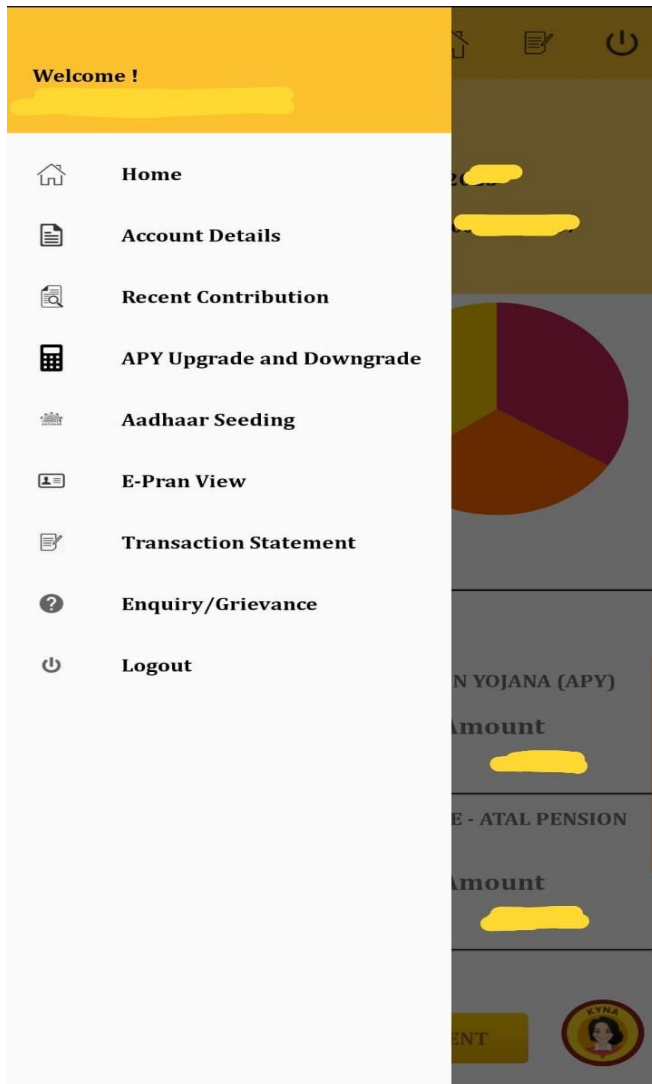 Welcome !
Home
Account Details
Recent Contribution
APY Upgrade and Downgrade
Aadhaar Seeding
E-Pran View
Transaction Statement
Enquiry/Grievance
Logout
N YOJANA (APY)
Amount
E - ATAL PENSION
Amount
ENT
KYNA